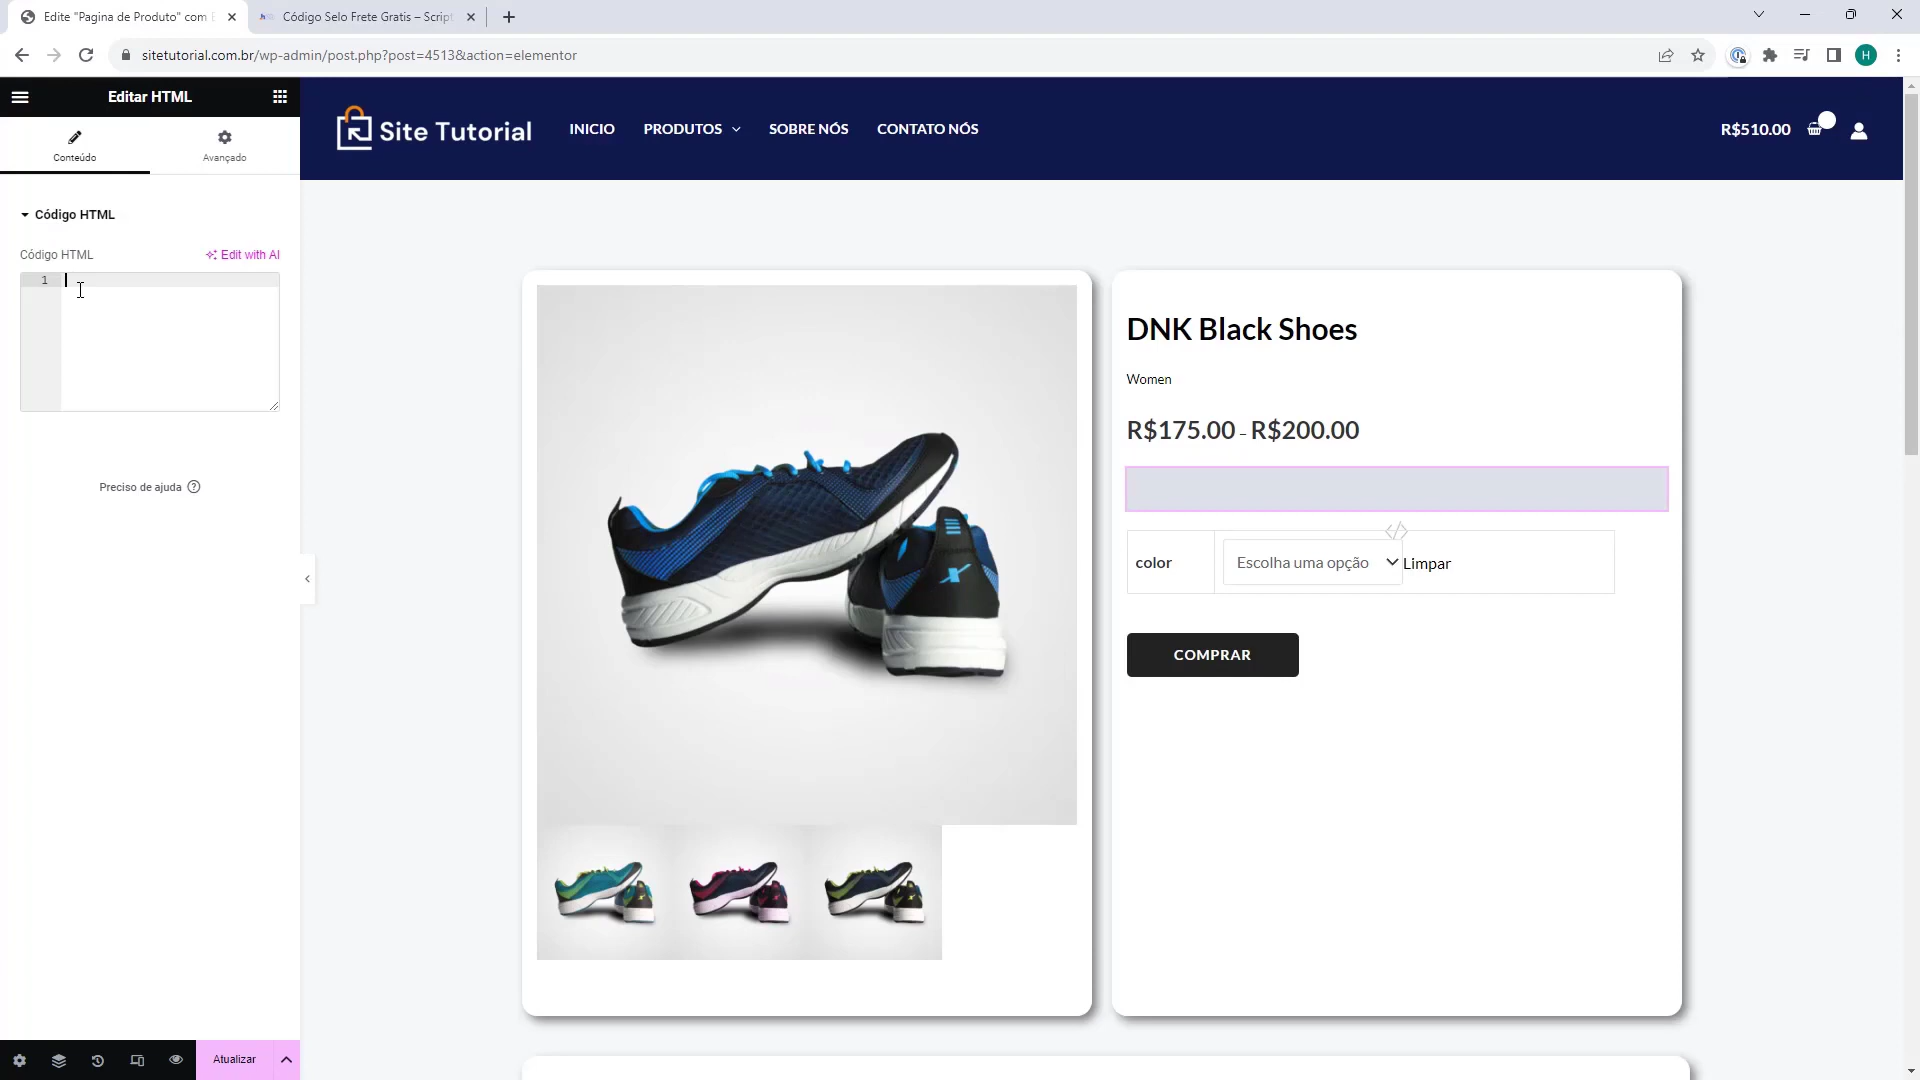 Edite "Pagina de Produto" com
Código Selo Frete Gratis – Script
sitetutorial.com.br/wp-admin/post.php?post=4513&action=elementor
H
Editar HTML
Conteúdo
Avançado
Código HTML
Código HTML
Edit with AI
1
Preciso de ajuda
Atualizar
Site Tutorial
INICIO
PRODUTOS
SOBRE NÓS
CONTATO NÓS
R$510.00
DNK Black Shoes
Women
R$175.00 – R$200.00
color
Escolha uma opção
Limpar
COMPRAR